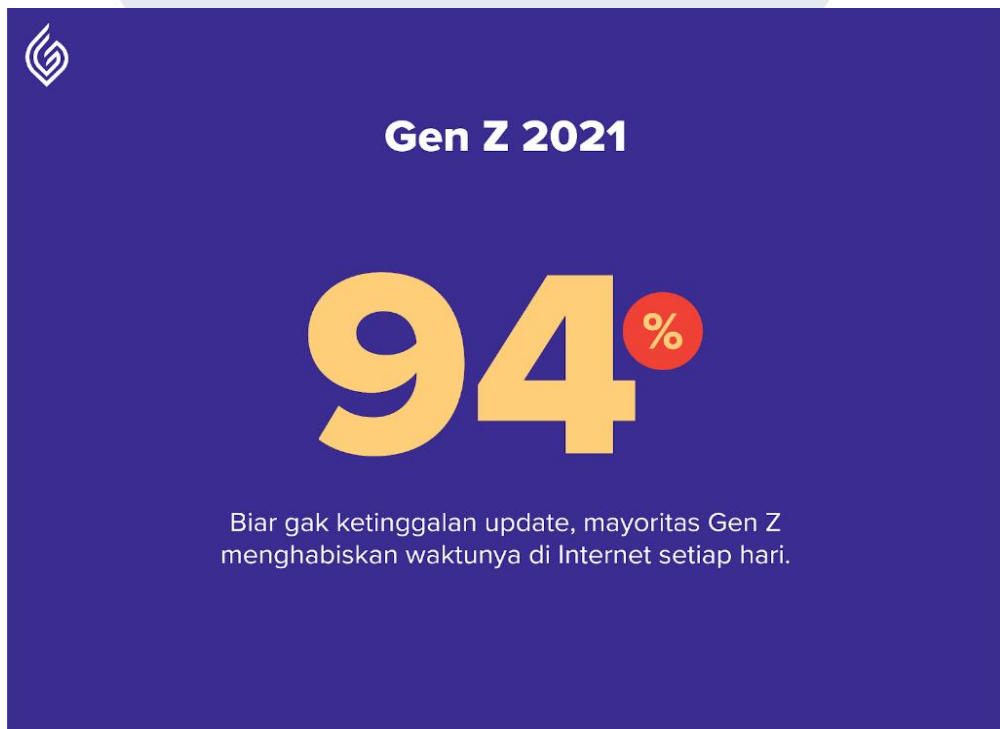 Gen Z 2021
94%
Biar gak ketinggalan update, mayoritas Gen Z
menghabiskan waktunya di Internet setiap hari.